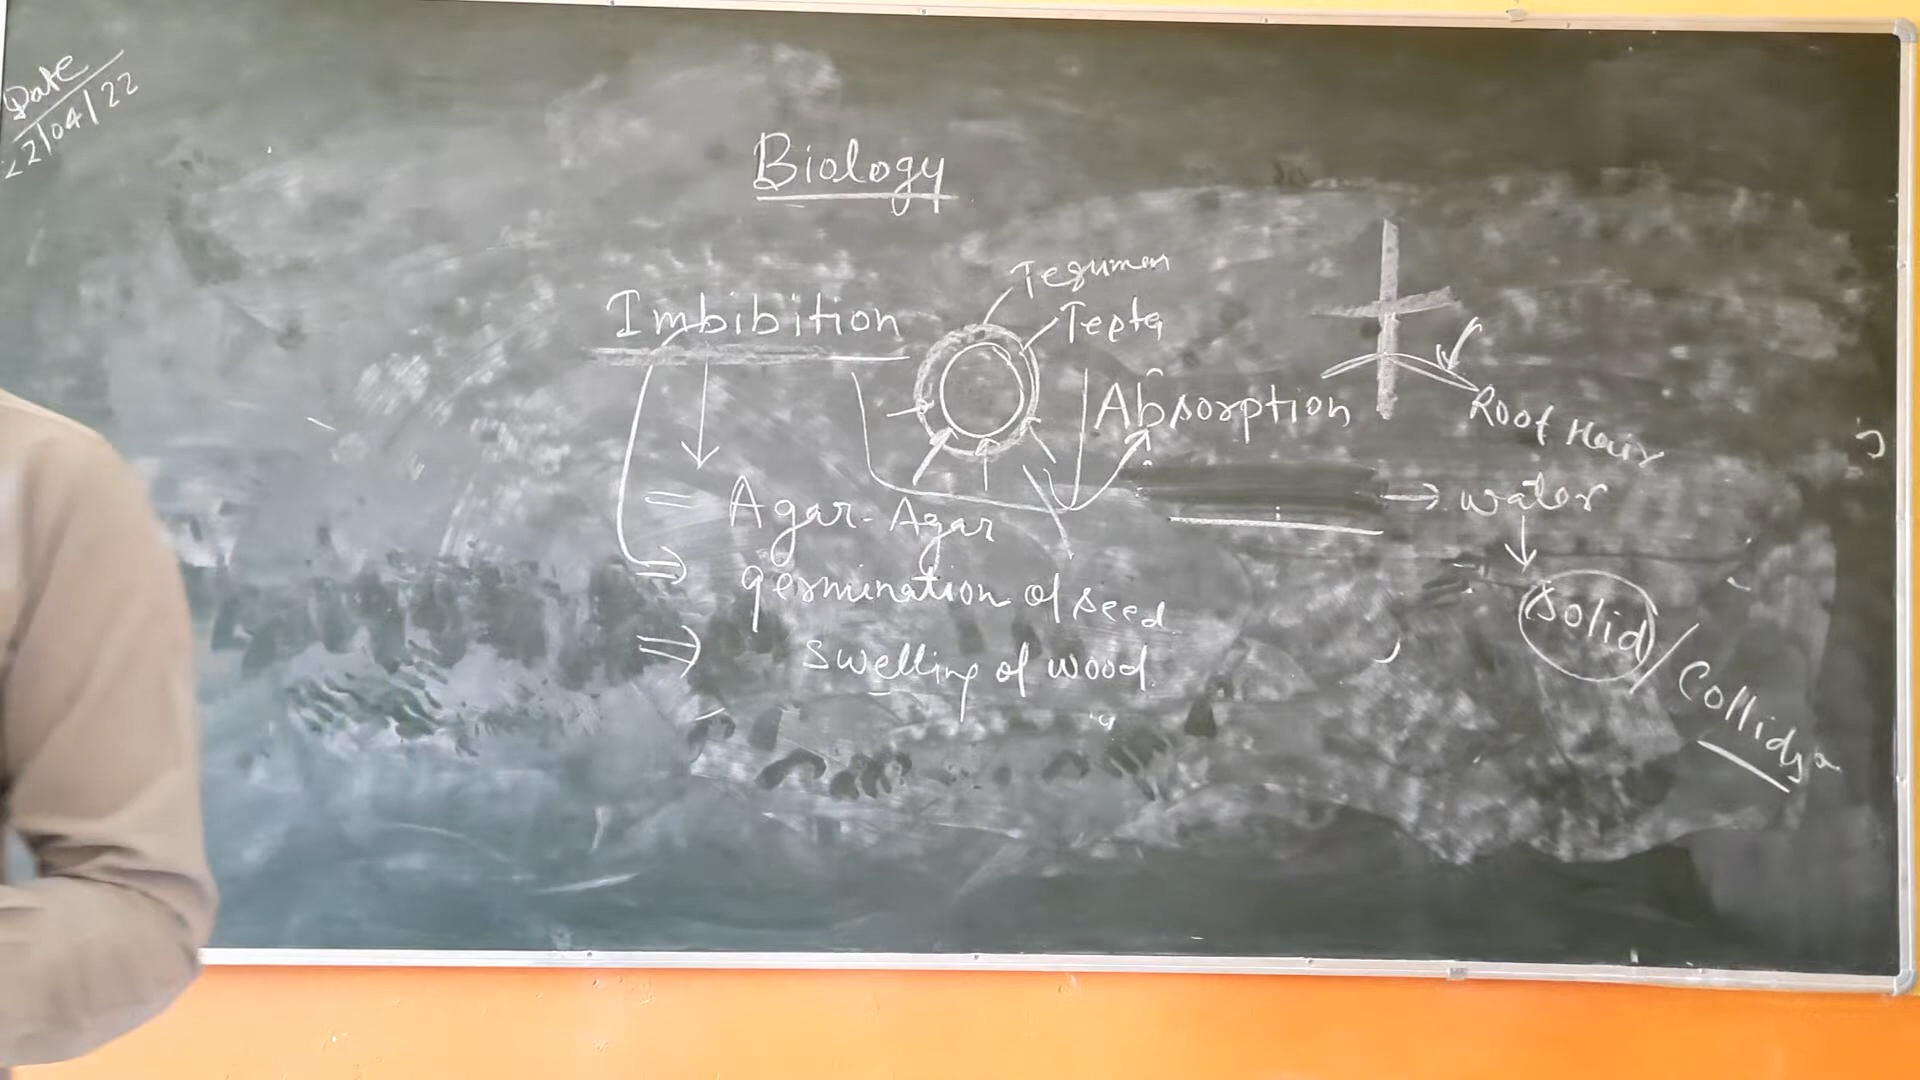 Date
22/04/22
Biology
Tegumen
Imbibition
Tepta
Absorption
Root Hair
Agar-Agar
→ water
germination of seed
solid / Collidya
swelling of wood